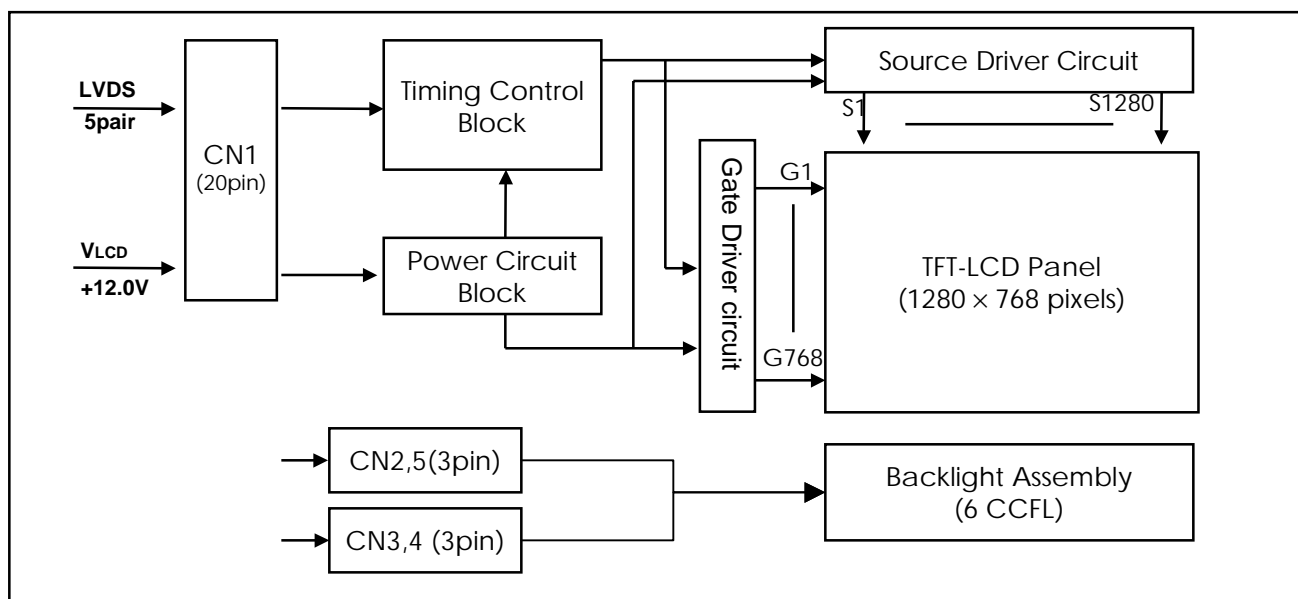 LVDS
5pair
VLCD
+12.0V
CN1
(20pin)
Timing Control
Block
Power Circuit
Block
Source Driver Circuit
S1
S1280
Gate Driver circuit
G1
G768
TFT-LCD Panel
(1280 × 768 pixels)
CN2,5(3pin)
CN3,4 (3pin)
Backlight Assembly
(6 CCFL)